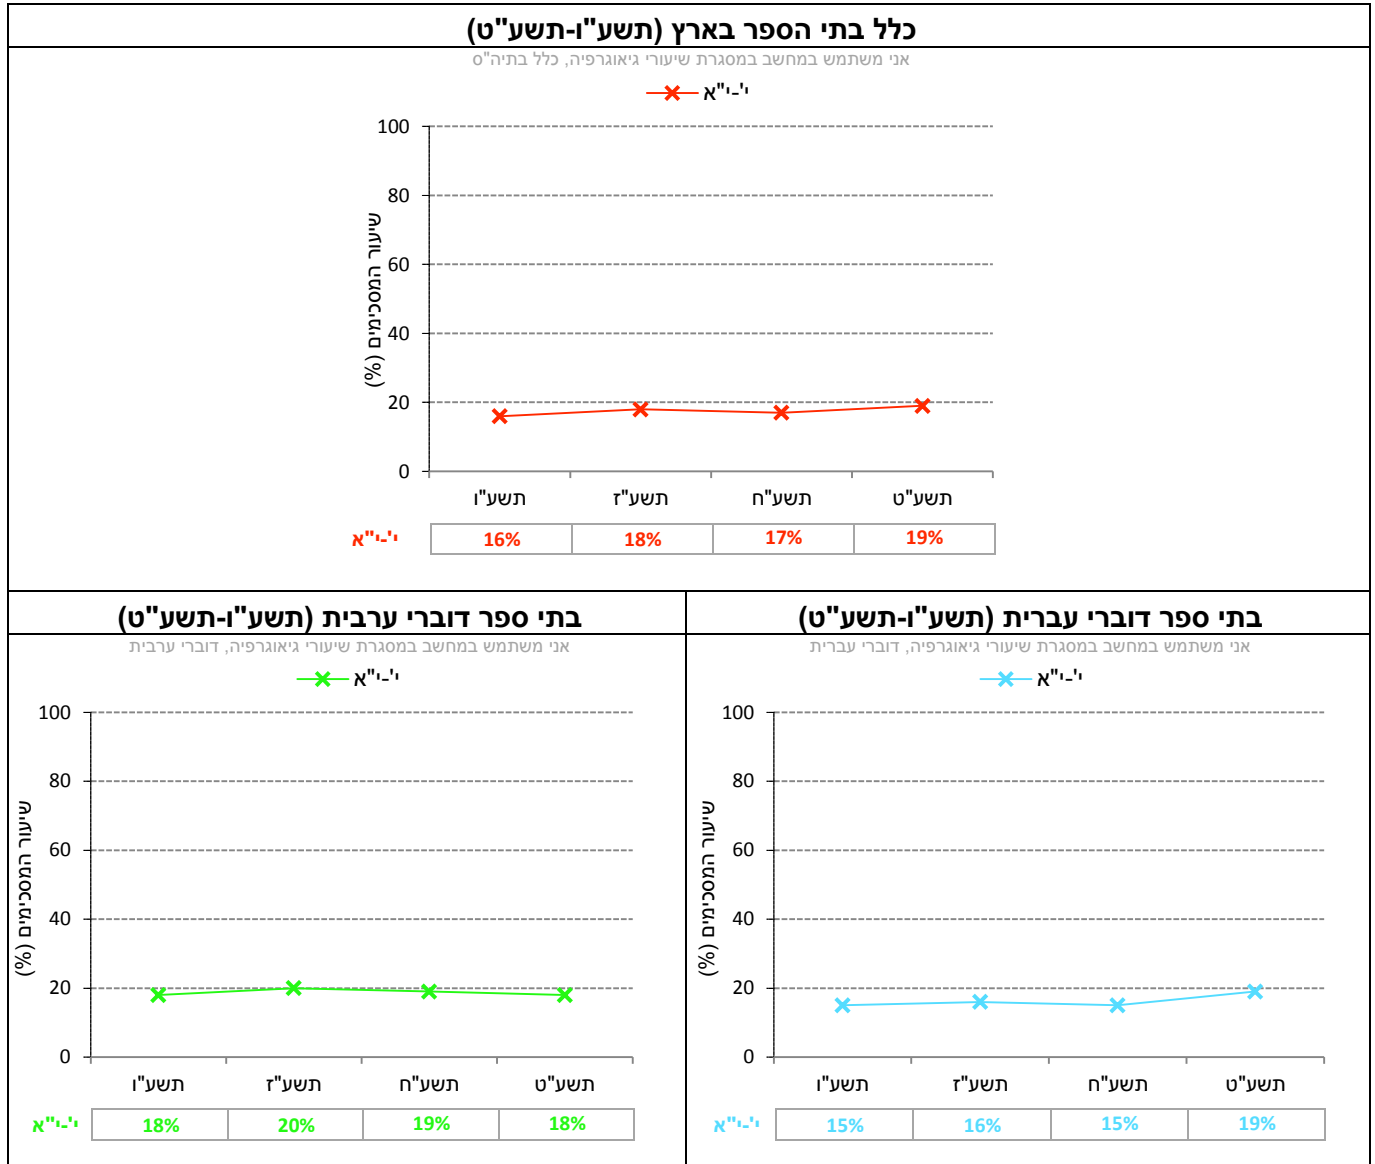 כלל בתי הספר בארץ (תשע"ו-תשע"ט)
אני משתמש במחשב במסגרת שיעורי גיאוגרפיה, כלל בתיה"ס
י'-י"א
שיעור המסכימים (%)
100
80
60
40
20
0
תשע"ו תשע"ז תשע"ח תשע"ט
י'-י"א 16% 18% 17% 19%
בתי ספר דוברי עברית (תשע"ו-תשע"ט)
אני משתמש במחשב במסגרת שיעורי גיאוגרפיה, דוברי עברית
י'-י"א
שיעור המסכימים (%)
100
80
60
40
20
0
תשע"ו תשע"ז תשע"ח תשע"ט
י'-י"א 15% 16% 15% 19%
בתי ספר דוברי ערבית (תשע"ו-תשע"ט)
אני משתמש במחשב במסגרת שיעורי גיאוגרפיה, דוברי ערבית
י'-י"א
שיעור המסכימים (%)
100
80
60
40
20
0
תשע"ו תשע"ז תשע"ח תשע"ט
י'-י"א 18% 20% 19% 18%